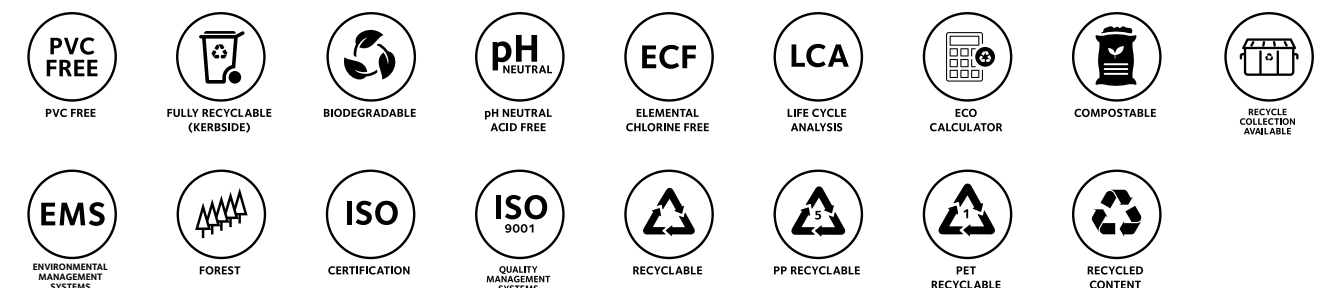 PVC
FREE
PVC FREE
FULLY RECYCLABLE
(KERBSIDE)
BIODEGRADABLE
pH
NEUTRAL
pH NEUTRAL
ACID FREE
ECF
ELEMENTAL
CHLORINE FREE
LCA
LIFE CYCLE
ANALYSIS
ECO
CALCULATOR
COMPOSTABLE
RECYCLE
COLLECTION
AVAILABLE
EMS
ENVIRONMENTAL
MANAGEMENT
SYSTEMS
FOREST
ISO
CERTIFICATION
ISO
9001
QUALITY
MANAGEMENT
SYSTEMS
RECYCLABLE
5
PP RECYCLABLE
1
PET
RECYCLABLE
RECYCLED
CONTENT